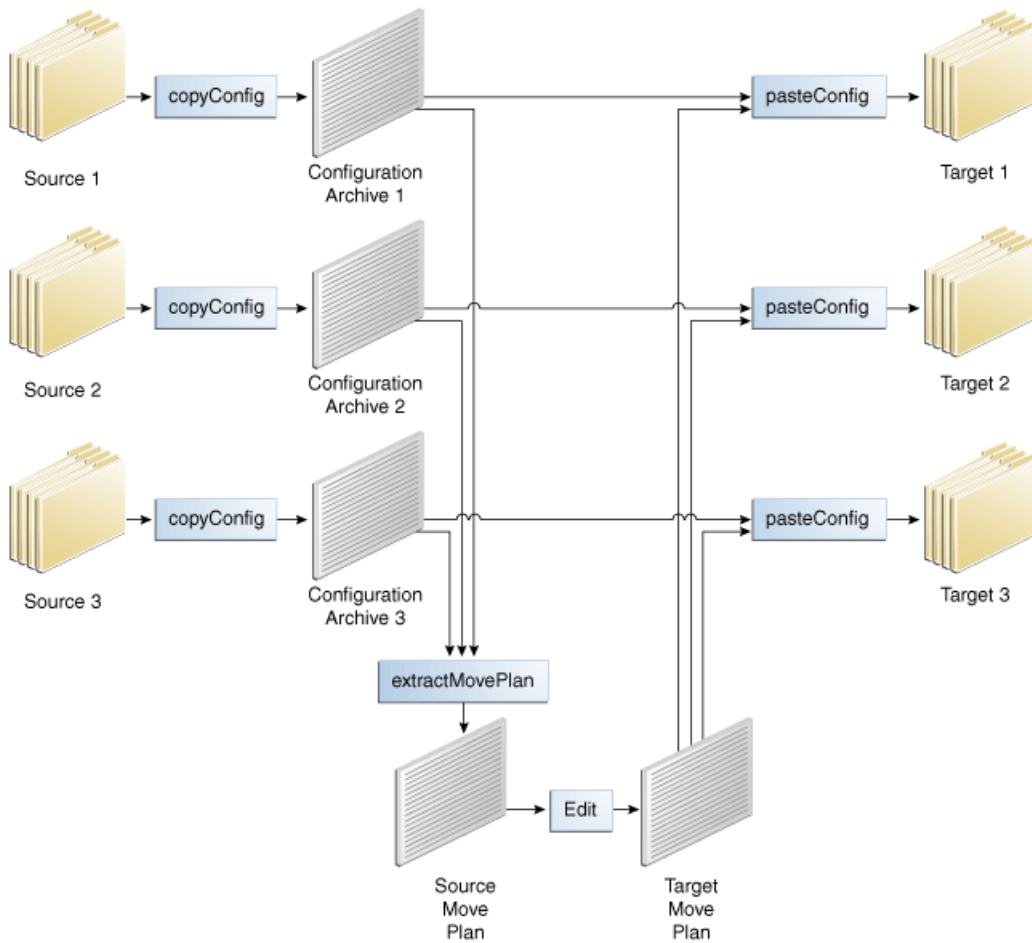 copyConfig
pasteConfig
Source 1
Configuration
Archive 1
Target 1
copyConfig
pasteConfig
Source 2
Configuration
Archive 2
Target 2
copyConfig
pasteConfig
Source 3
Configuration
Archive 3
Target 3
extractMovePlan
Edit
Source
Move
Plan
Target
Move
Plan